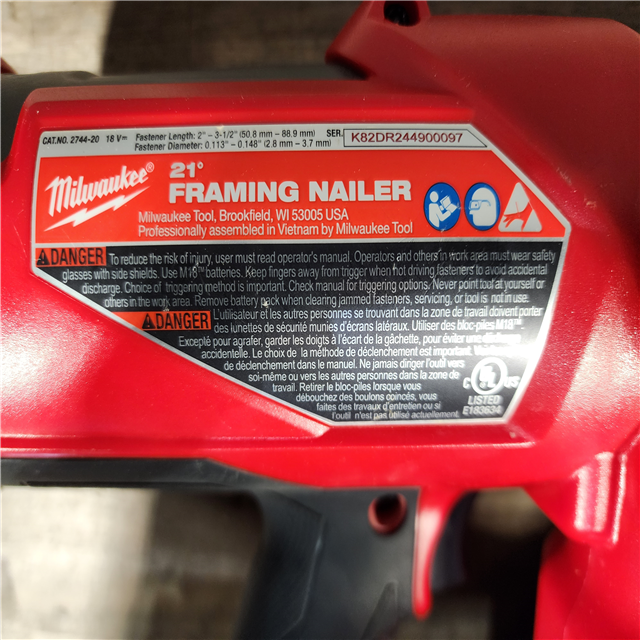 CAT.NO. 2744-20 18 V Fastener Length: 2" – 3-1/2" (50.8 mm – 88.9 mm) SER. K82DR244900097
Fastener Diameter: 0.113" – 0.148" (2.8 mm – 3.7 mm)
Milwaukee®
21°
FRAMING NAILER
Milwaukee Tool, Brookfield, WI 53005 USA
Professionally assembled in Vietnam by Milwaukee Tool
DANGER To reduce the risk of injury, user must read operator's manual. Operators and others in work area must wear safety
glasses with side shields. Use M18™ batteries. Keep fingers away from trigger when not driving fasteners to avoid accidental
discharge. Choice of triggering method is important. Check manual for triggering options. Never point tool at yourself or
others in the work area. Remove battery pack when clearing jammed fasteners, servicing, or tool is not in use.
DANGER L'utilisateur et les autres personnes se trouvant dans la zone de travail doivent porter
des lunettes de sécurité munies d'écrans latéraux. Utiliser des bloc-piles M18™.
Excepté pour agrafer, garder les doigts à l'écart de la gâchette, pour éviter une décharge
accidentelle. Le choix de la méthode de déclenchement est important.
de déclenchement dans le manuel. Ne jamais diriger l'outil vers
soi-même ou vers les autres personnes dans la zone de
travail. Retirer le bloc-piles lorsque vous
débouchez des boulons coincés, vous
faites des travaux d'entretien ou si
l'outil n'est pas utilisé actuellement.
C UL US
LISTED
E183634